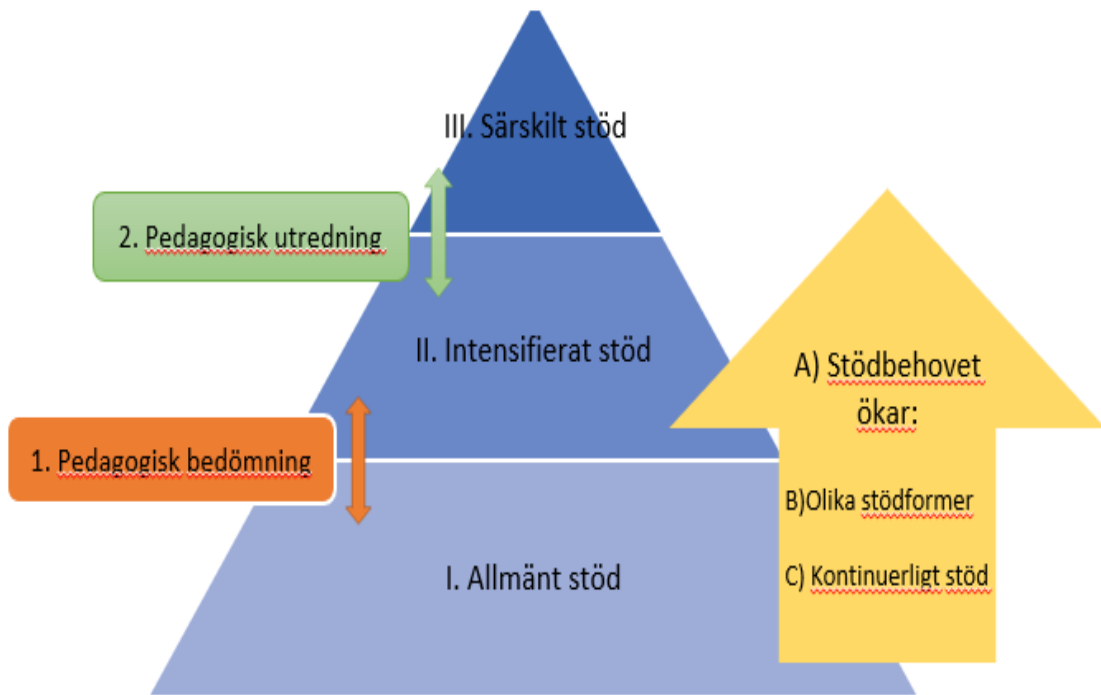 III. Särskilt stöd
2. Pedagogisk utredning
II. Intensifierat stöd
A) Stödbehovet
ökar:
1. Pedagogisk bedömning
B)Olika stödformer
I. Allmänt stöd
C) Kontinuerligt stöd